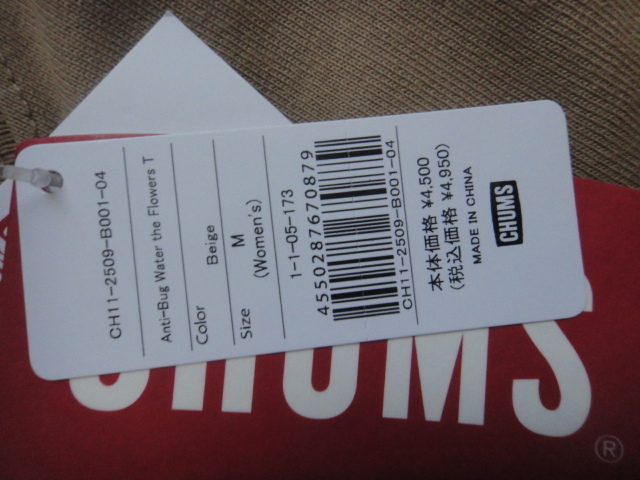 CH11-2509-B001-04
Anti-Bug Water the Flowers T
Color
Beige
Size
M
(Women's)
1-1-05-173
4550287670879
CH11-2509-B001-04
本体価格 ¥4,500
(税込価格 ¥4,950)
MADE IN CHINA
CHUMS
CHUMS
®